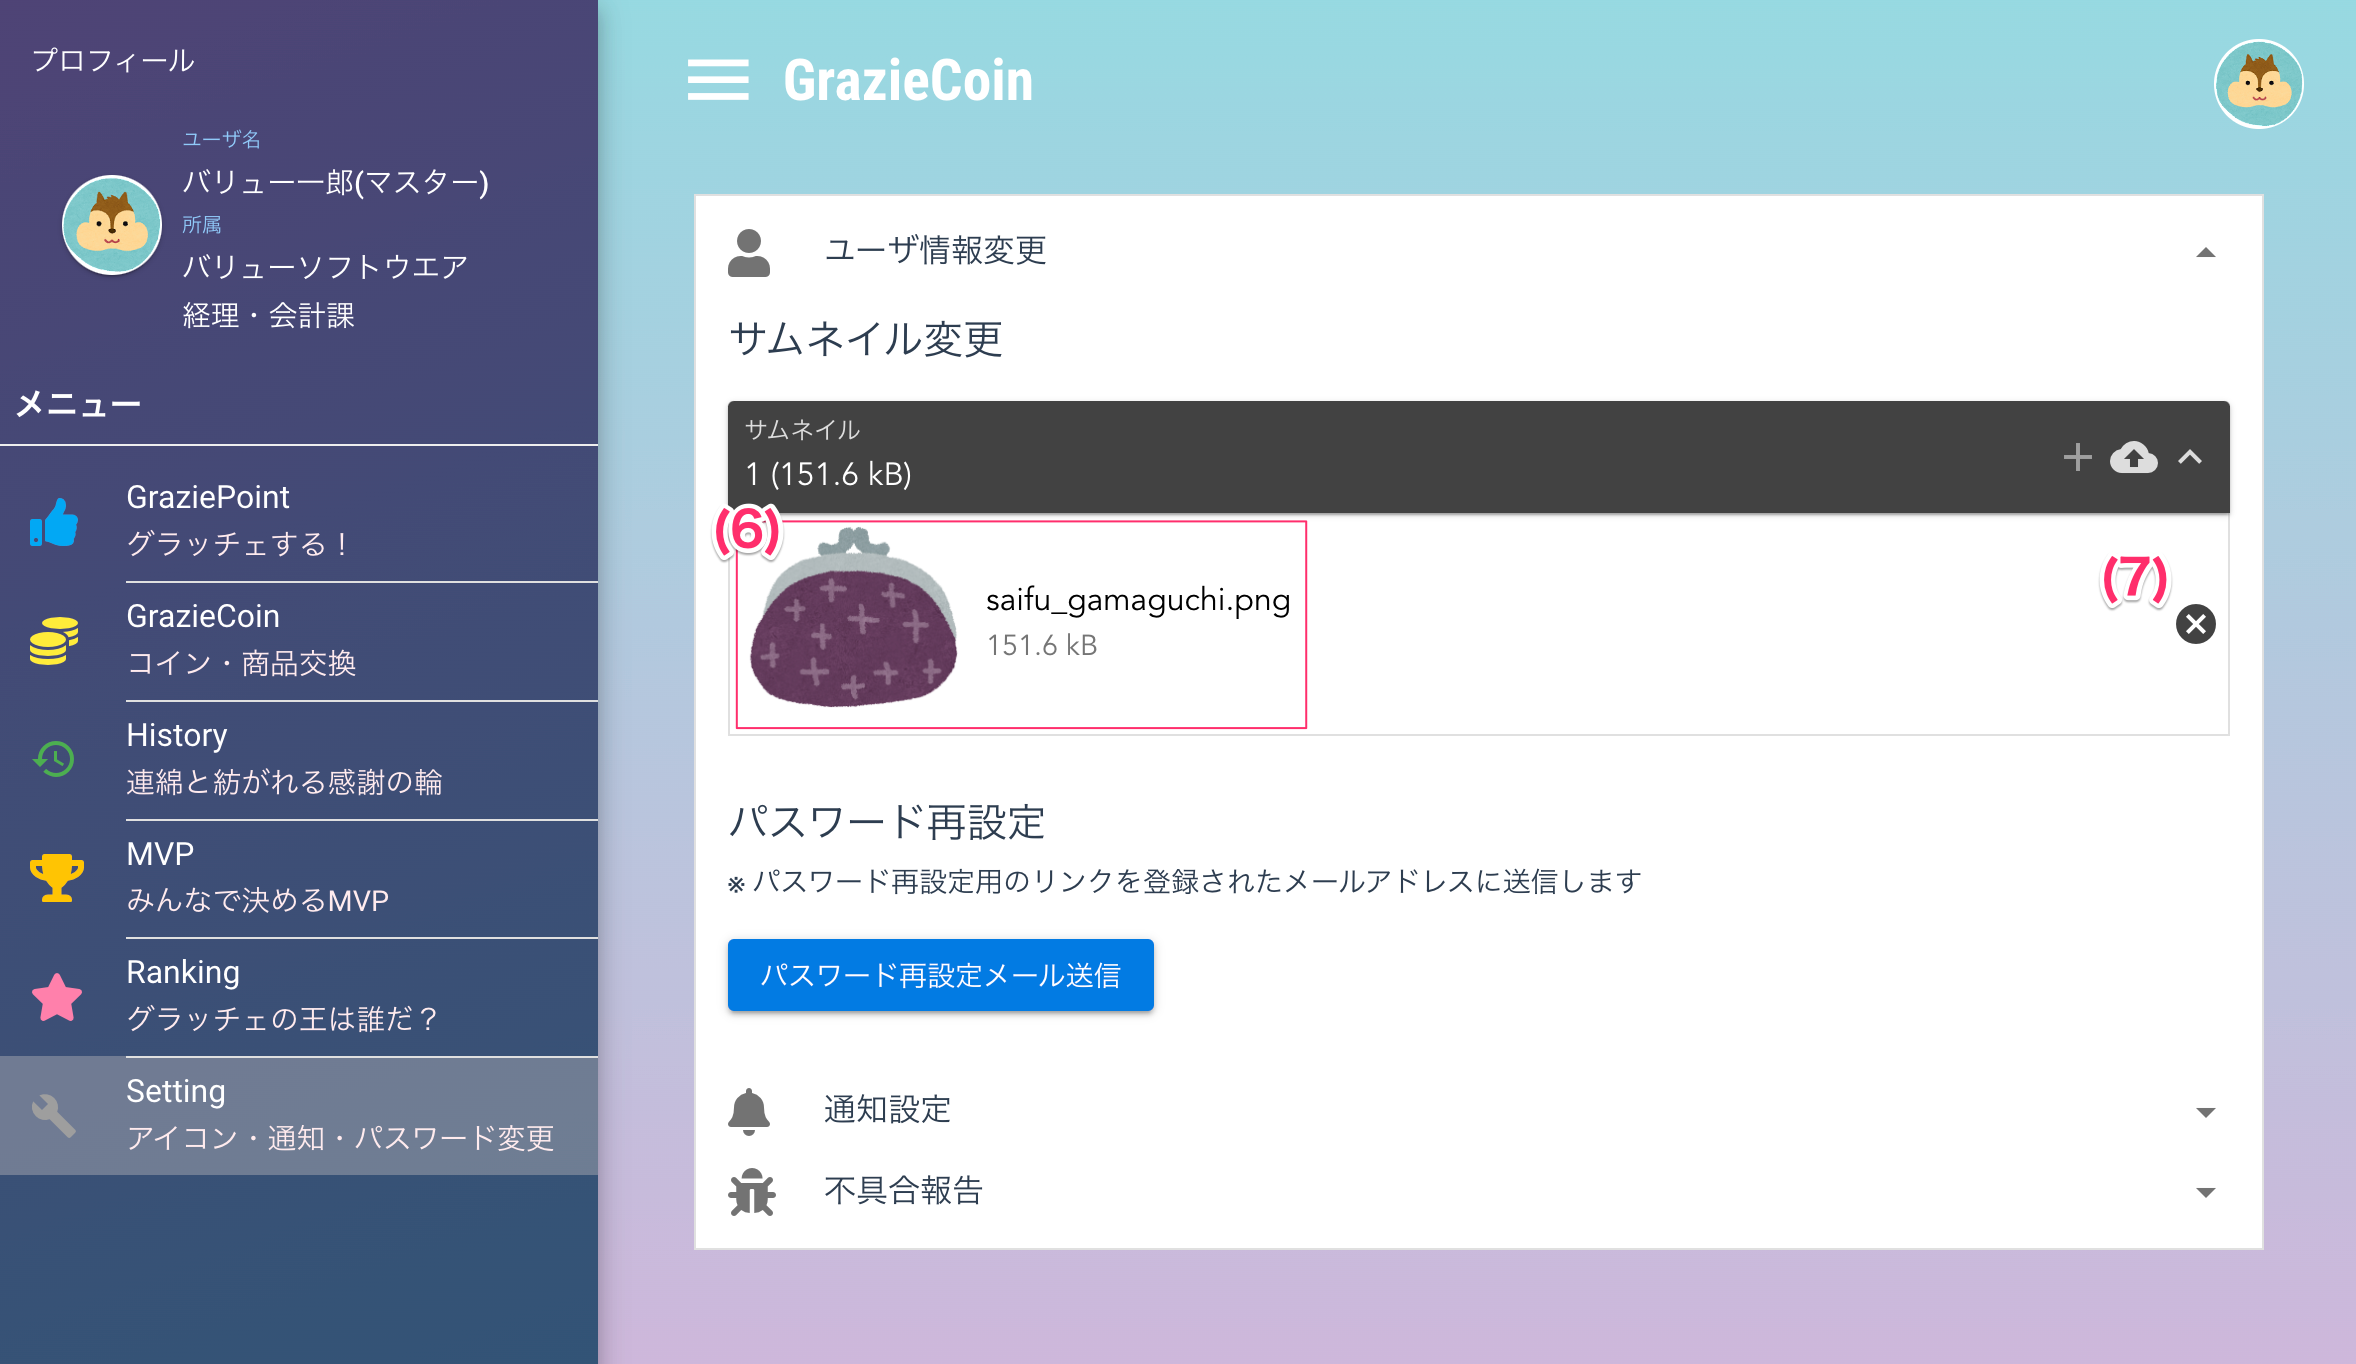 プロフィール
ユーザ名
バリュー一郎(マスター)
所属
バリューソフトウエア
経理・会計課
メニュー
GraziePoint
グラッチェする！
GrazieCoin
コイン・商品交換
History
連綿と紡がれる感謝の輪
MVP
みんなで決めるMVP
Ranking
グラッチェの王は誰だ？
Setting
アイコン・通知・パスワード変更
GrazieCoin
ユーザ情報変更
サムネイル変更
サムネイル
1 (151.6 kB)
(6)
saifu_gamaguchi.png
151.6 kB
(7)
パスワード再設定
※ パスワード再設定用のリンクを登録されたメールアドレスに送信します
パスワード再設定メール送信
通知設定
不具合報告